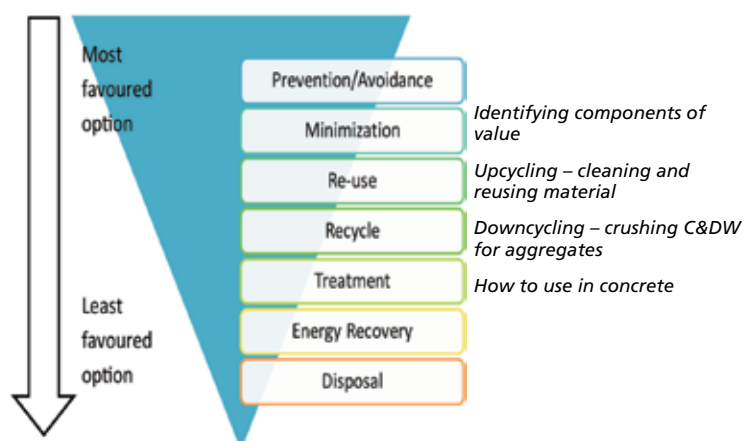 Most
favoured
option
Prevention/Avoidance
Minimization
Identifying components of
value
Re-use
Upcycling – cleaning and
reusing material
Recycle
Downcycling – crushing C&DW
for aggregates
Treatment
How to use in concrete
Least
favoured
option
Energy Recovery
Disposal